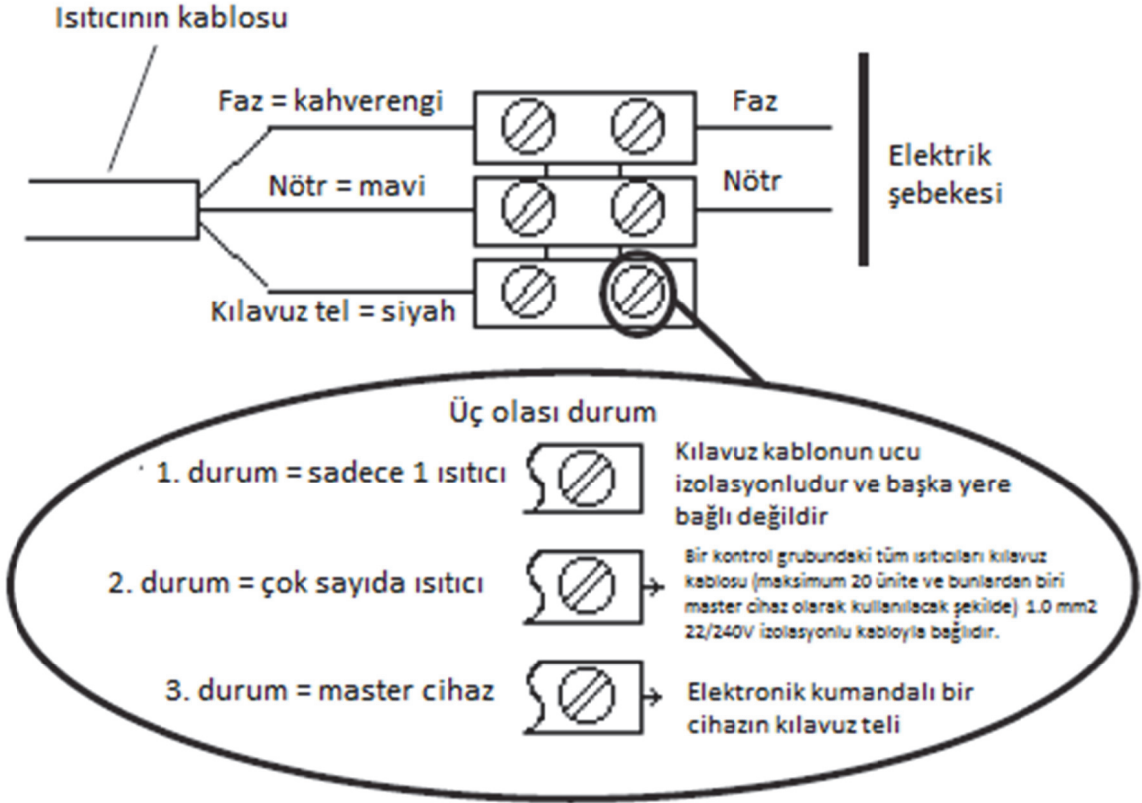 Isıtıcının kablosu
Faz = kahverengi
Faz
Nötr = mavi
Nötr
Elektrik
şebekesi
Kılavuz tel = siyah
Üç olası durum
1. durum = sadece 1 ısıtıcı
Kılavuz kablonun ucu
izolasyonludur ve başka yere
bağlı değildir
2. durum = çok sayıda ısıtıcı
Bir kontrol grubundaki tüm ısıtıcıları kılavuz
kablosu (maksimum 20 ünite ve bunlardan biri
master cihaz olarak kullanılacak şekilde) 1.0 mm2
22/240V izolasyonlu kabloyla bağlıdır.
3. durum = master cihaz
Elektronik kumandalı bir
cihazın kılavuz teli